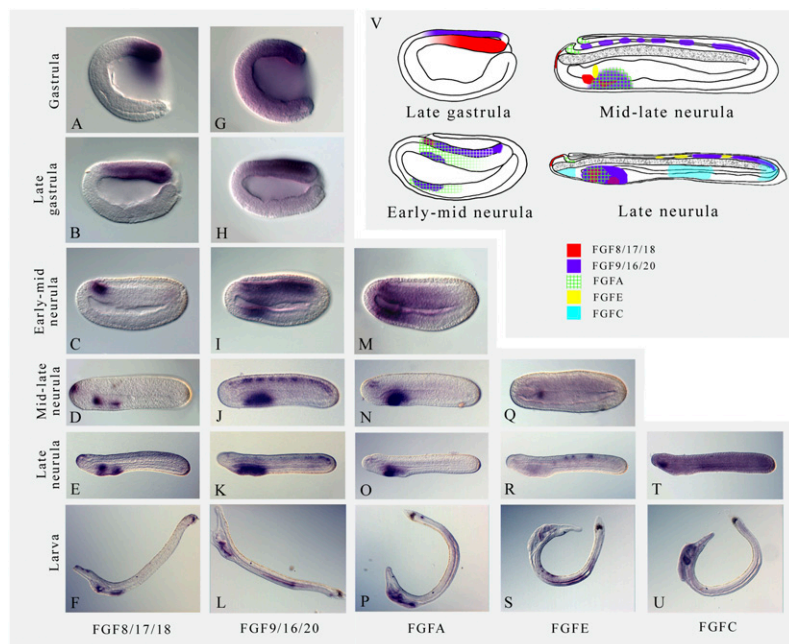 V
Gastrula
A
G
Late gastrula
Mid-late neurula
Late
gastrula
B
H
Early-mid neurula
Late neurula
FGF8/17/18
FGF9/16/20
FGFA
FGFE
FGFC
Early-mid
neurula
C
I
M
Mid-late
neurula
D
J
N
Q
Late
neurula
E
K
O
R
T
Larva
F
L
P
S
U
FGF8/17/18
FGF9/16/20
FGFA
FGFE
FGFC